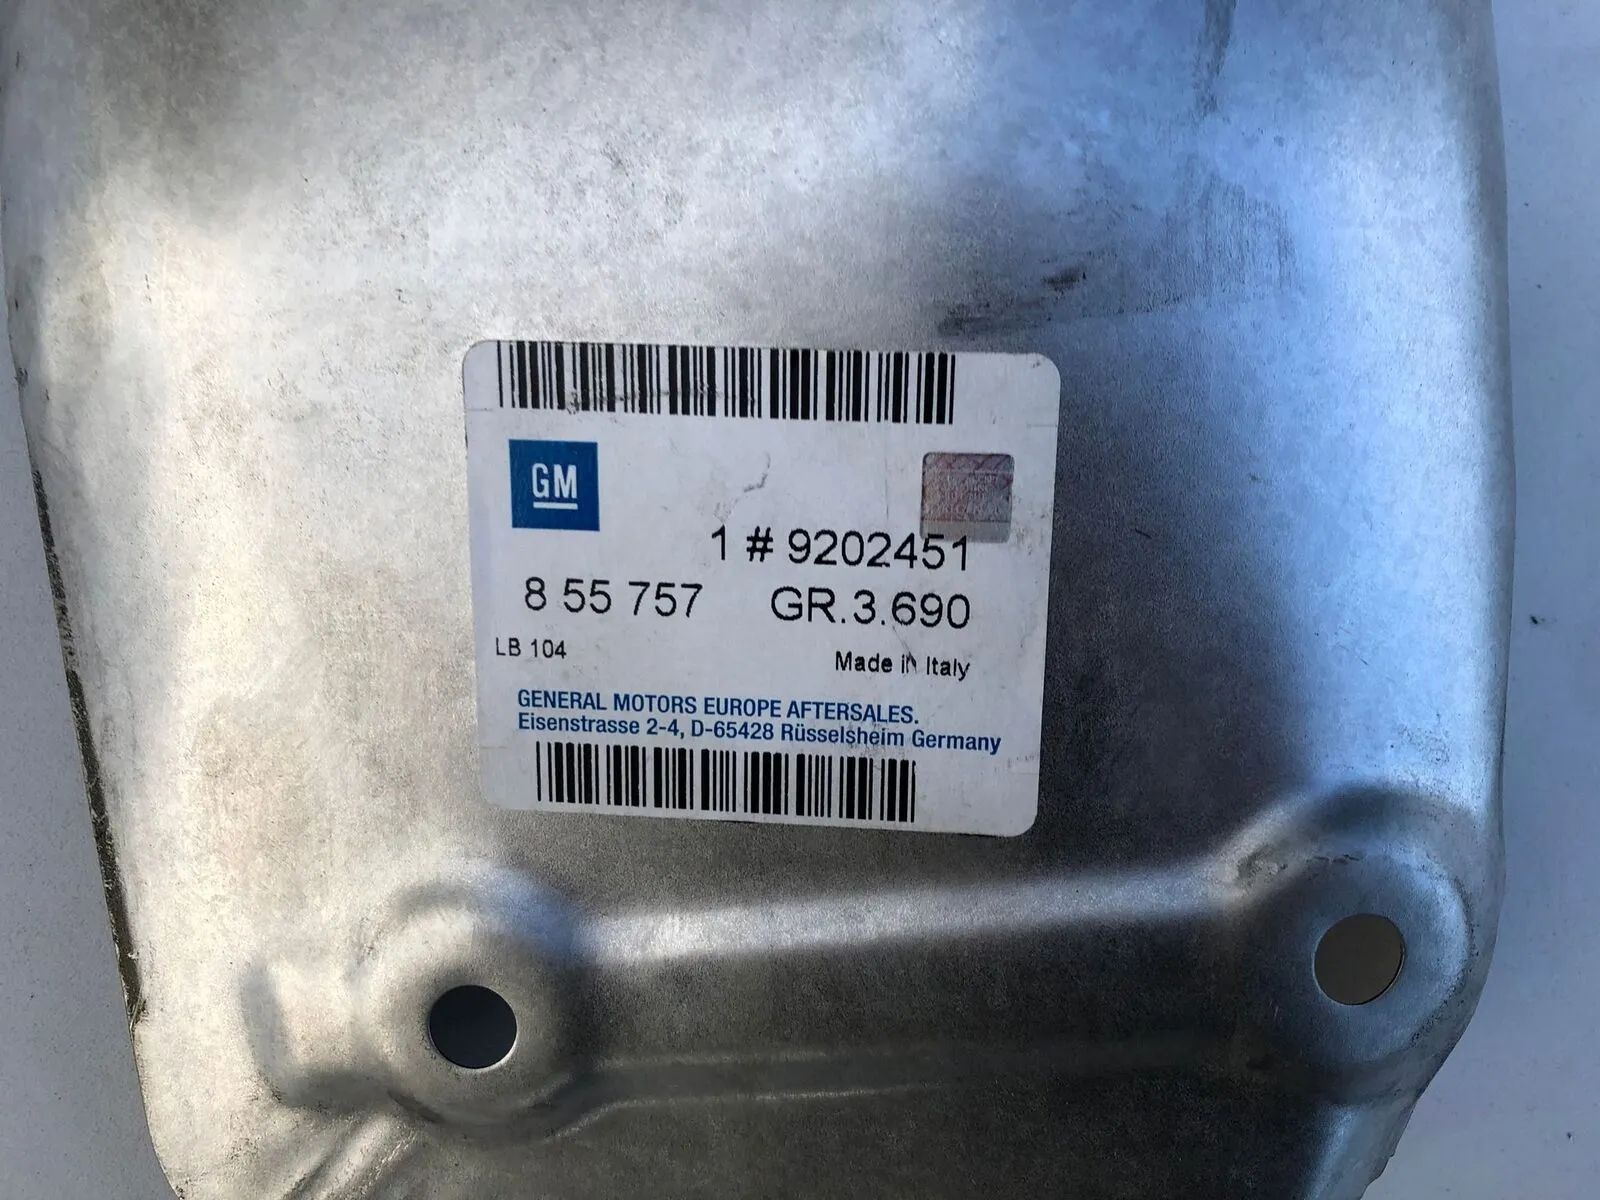 GM
1 # 9202451
8 55 757 GR.3.690
LB 104 Made in Italy
GENERAL MOTORS EUROPE AFTERSALES.
Eisenstrasse 2-4, D-65428 Rüsselsheim Germany